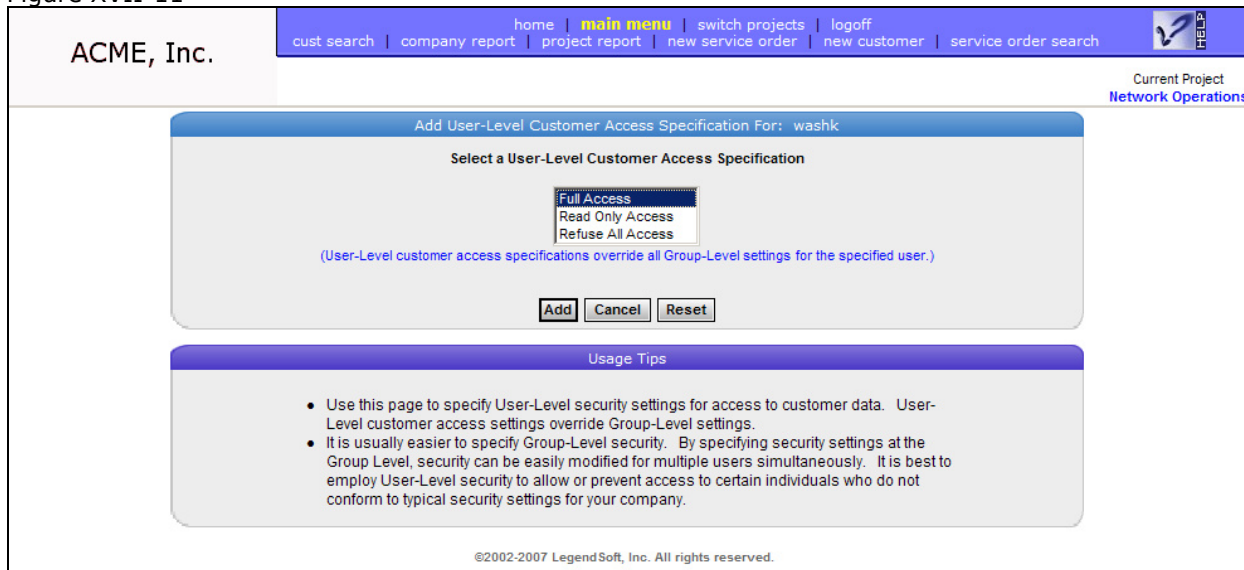 Figure XVII-11
ACME, Inc.
home | main menu | switch projects | logoff
cust search | company report | project report | new service order | new customer | service order search
HELP
Current Project
Network Operations
Add User-Level Customer Access Specification For: washk
Select a User-Level Customer Access Specification
Full Access
Read Only Access
Refuse All Access
(User-Level customer access specifications override all Group-Level settings for the specified user.)
Add Cancel Reset
Usage Tips
• Use this page to specify User-Level security settings for access to customer data. User-
Level customer access settings override Group-Level settings.
• It is usually easier to specify Group-Level security. By specifying security settings at the
Group Level, security can be easily modified for multiple users simultaneously. It is best to
employ User-Level security to allow or prevent access to certain individuals who do not
conform to typical security settings for your company.
©2002-2007 LegendSoft, Inc. All rights reserved.